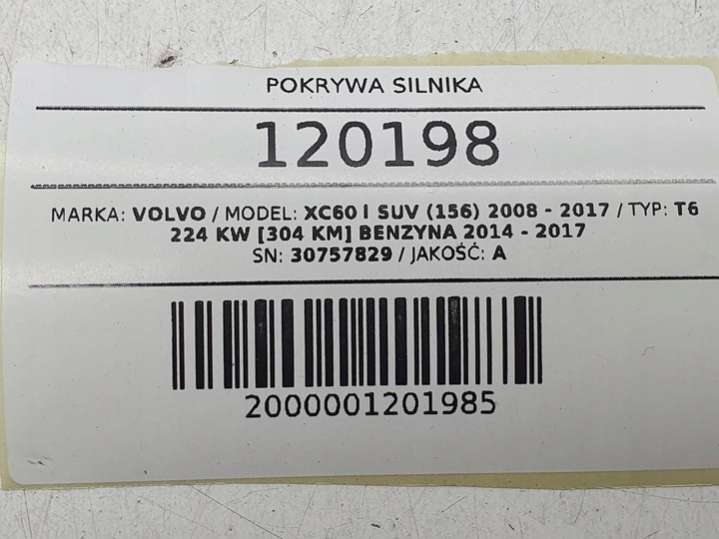 POKRYWA SILNIKA
120198
MARKA: VOLVO / MODEL: XC60 I SUV (156) 2008 - 2017 / TYP: T6
224 KW [304 KM] BENZYNA 2014 - 2017
SN: 30757829 / JAKOŚĆ: A
2000001201985